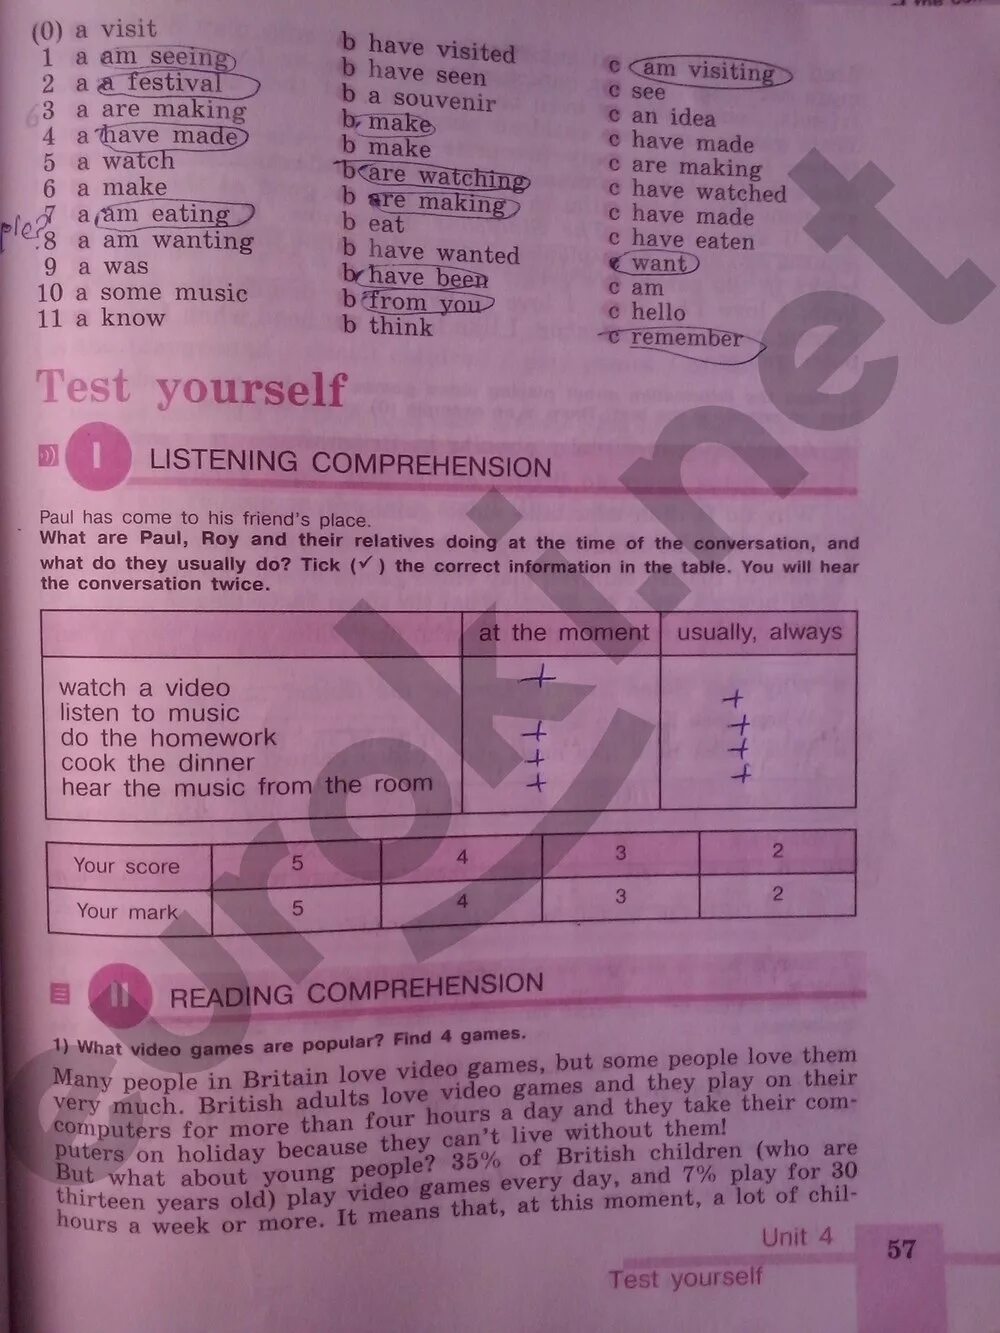 (0) a visit b have visited c am visiting
1 a am seeing b have seen c see
2 a a festival b a souvenir c an idea
3 a are making b make c have made
4 a have made b make c are making
5 a watch b are watching c have watched
6 a make b are making c have made
7 a am eating b eat c have eaten
8 a am wanting b have wanted c want
9 a was b have been c am
10 a some music b from you c hello
11 a know b think c remember
Test yourself
I LISTENING COMPREHENSION
Paul has come to his friend's place.
What are Paul, Roy and their relatives doing at the time of the conversation, and
what do they usually do? Tick (✓) the correct information in the table. You will hear
the conversation twice.
at the moment usually, always
watch a video +
listen to music +
do the homework + +
cook the dinner + +
hear the music from the room + +
Your score 5 4 3 2
Your mark 5 4 3 2
II READING COMPREHENSION
1) What video games are popular? Find 4 games.
Many people in Britain love video games, but some people love them
very much. British adults love video games and they play on their
computers for more than four hours a day and they take their com-
puters on holiday because they can't live without them!
But what about young people? 35% of British children (who are
thirteen years old) play video games every day, and 7% play for 30
hours a week or more. It means that, at this moment, a lot of chil-
Unit 4
57
Test yourself
euroki.net